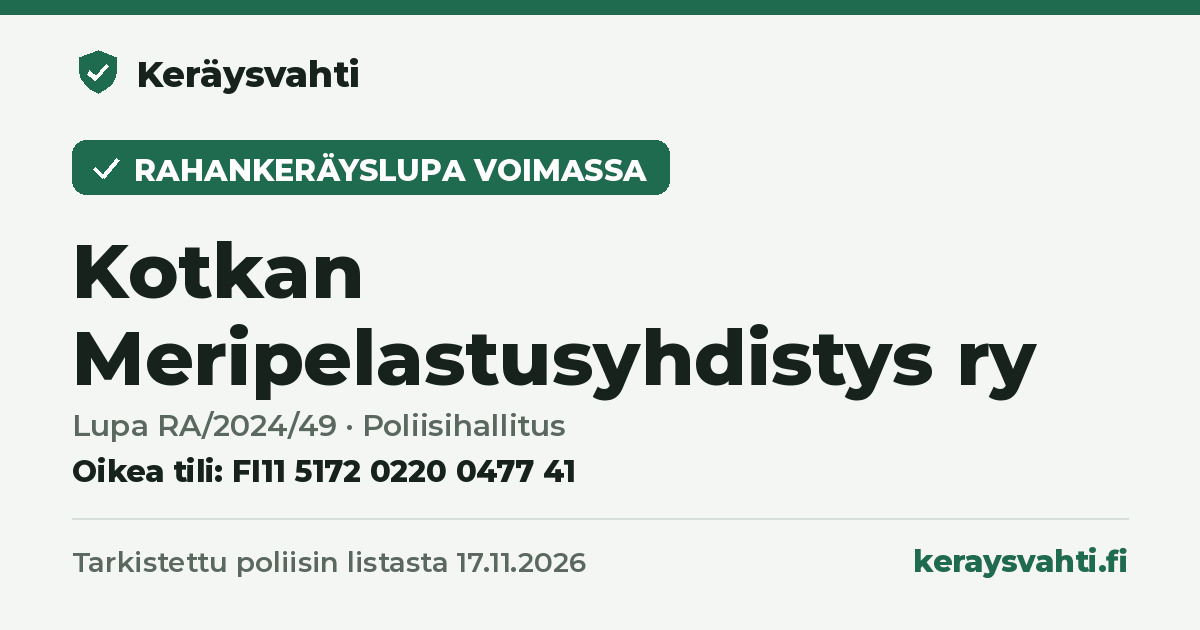 Keräysvahti
RAHANKERÄYSLUPA VOIMASSA
Kotkan
Meripelastusyhdistys ry
Lupa RA/2024/49 · Poliisihallitus
Oikea tili: FI11 5172 0220 0477 41
Tarkistettu poliisin listasta 17.11.2026
keraysvahti.fi